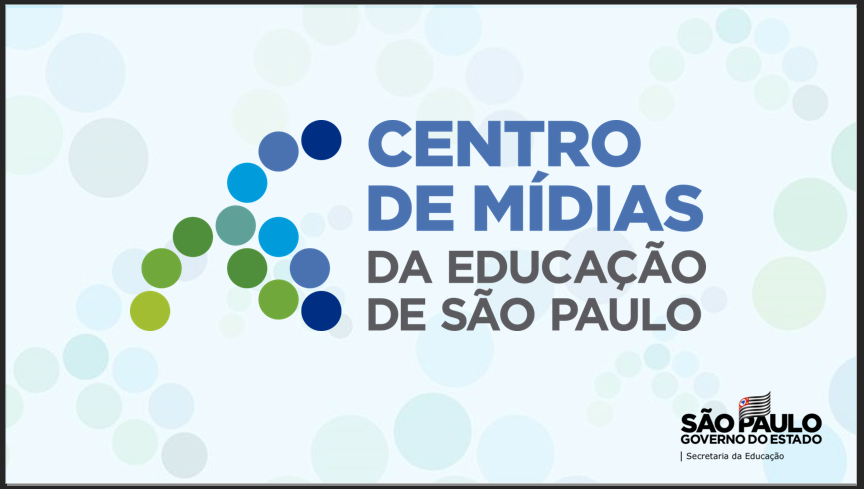 CENTRO
DE MÍDIAS
DA EDUCAÇÃO
DE SÃO PAULO
SÃO PAULO
GOVERNO DO ESTADO
Secretaria da Educação